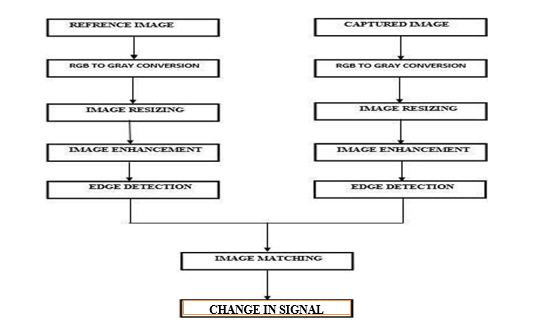 REFRENCE IMAGE
RGB TO GRAY CONVERSION
IMAGE RESIZING
IMAGE ENHANCEMENT
EDGE DETECTION
CAPTURED IMAGE
RGB TO GRAY CONVERSION
IMAGE RESIZING
IMAGE ENHANCEMENT
EDGE DETECTION
IMAGE MATCHING
CHANGE IN SIGNAL